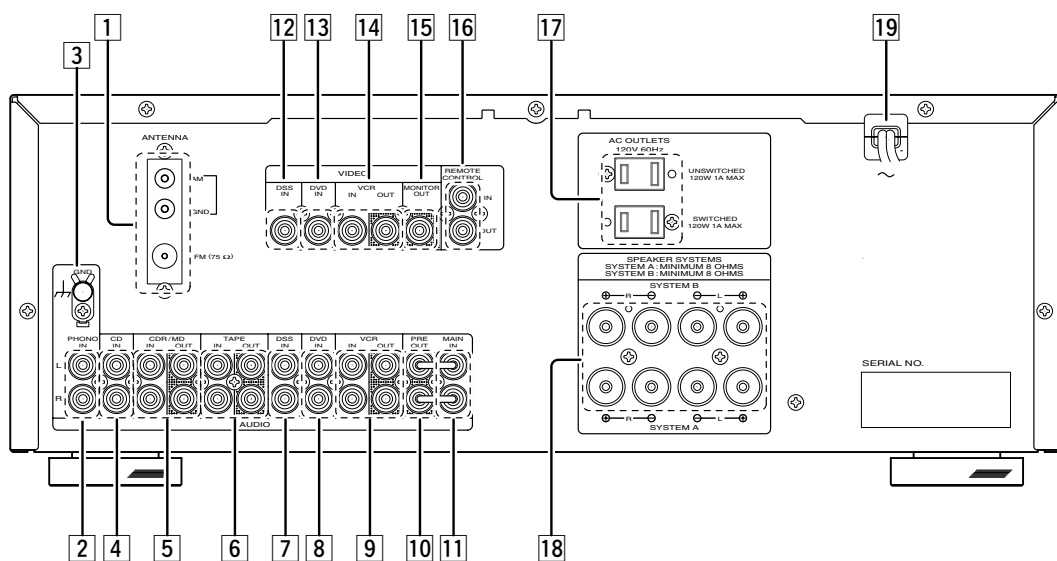 1 12 13 14 15 16 17 19
3
ANTENNA
AM
GND
FM (75 Ω)
VIDEO
DSS IN
DVD IN
VCR
IN OUT
MONITOR OUT
REMOTE CONTROL
IN
OUT
AC OUTLETS
120V 60Hz
UNSWITCHED
120W 1A MAX
SWITCHED
120W 1A MAX
SPEAKER SYSTEMS
SYSTEM A : MINIMUM 8 OHMS
SYSTEM B : MINIMUM 8 OHMS
SYSTEM B
+ R − − L +
+ R − − L +
SYSTEM A
SERIAL NO.
GND
PHONO IN
CD IN
CDR/MD
IN OUT
TAPE
IN OUT
DSS IN
DVD IN
VCR
IN OUT
PRE OUT
MAIN IN
L
R
AUDIO
2 4 5 6 7 8 9 10 11 18